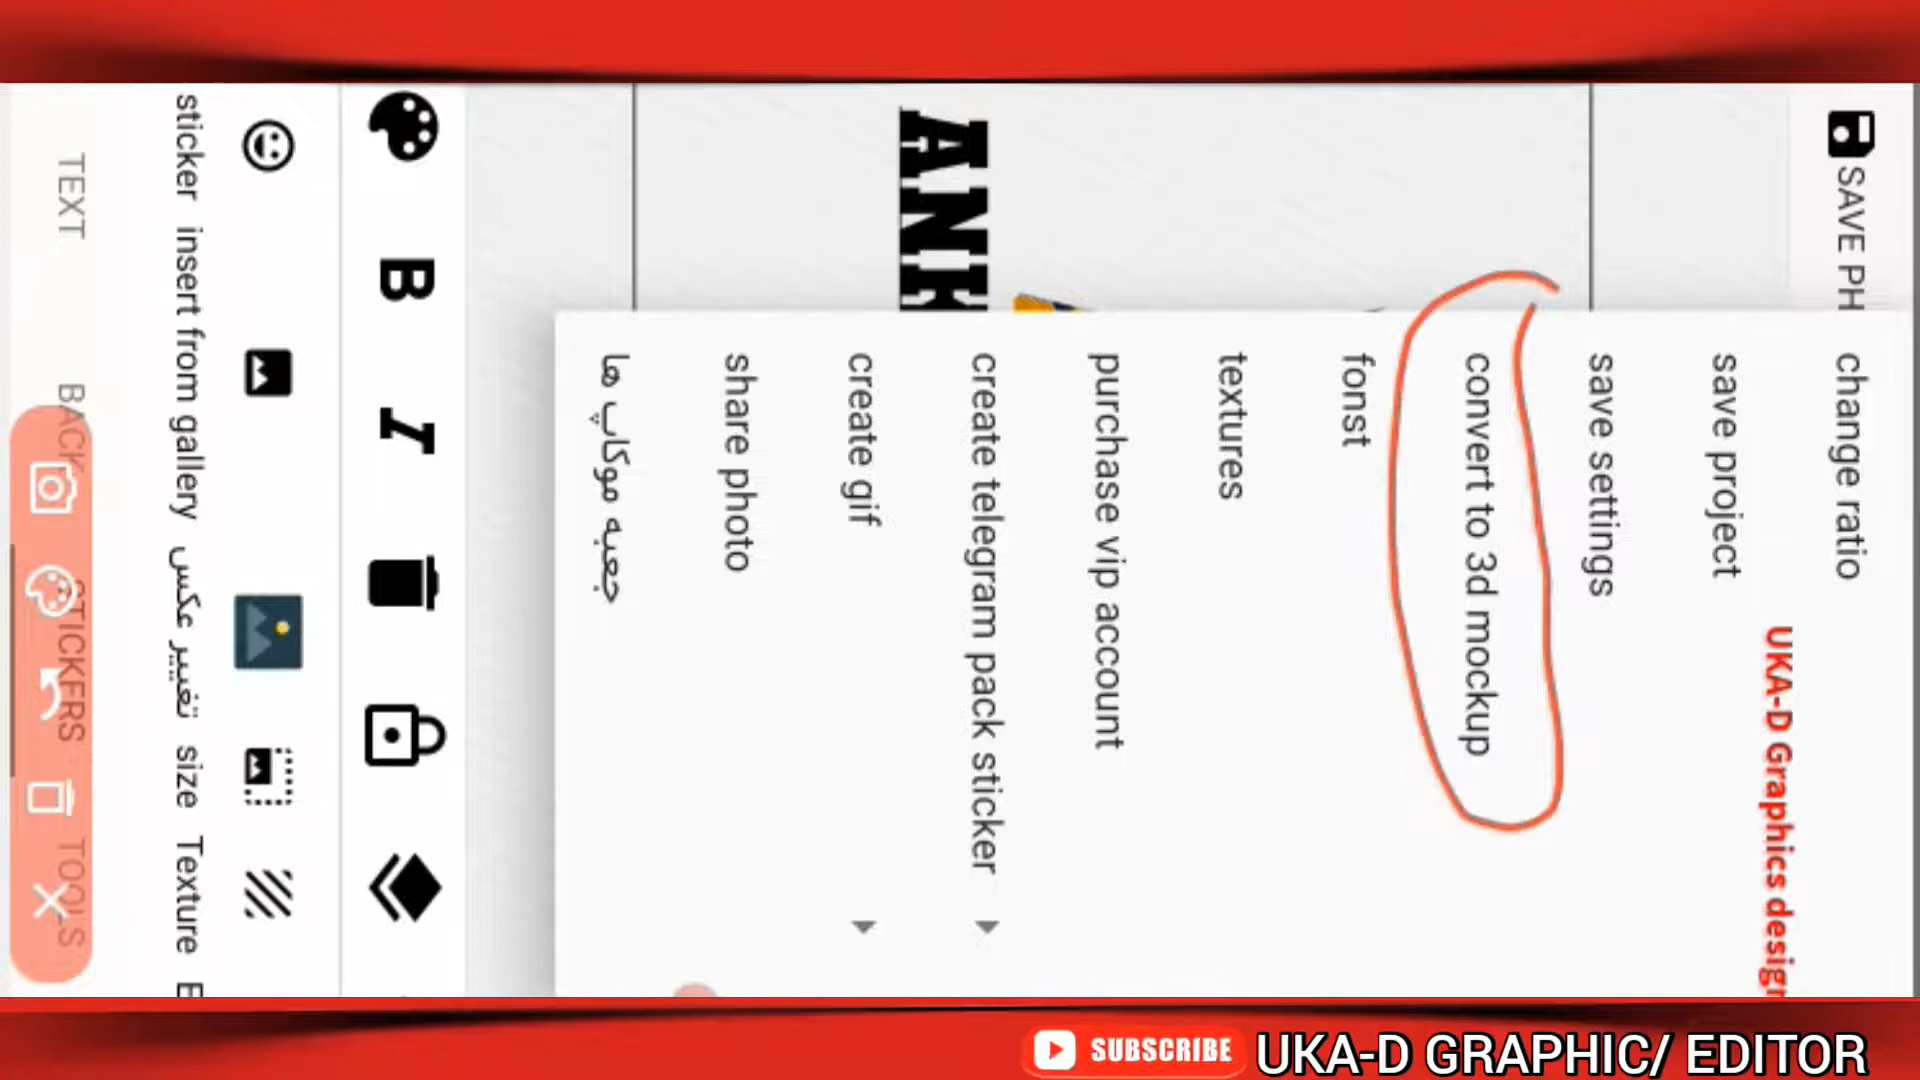 SAVE PH
change ratio
save project
save settings
convert to 3d mockup
fonst
textures
purchase vip account
create telegram pack sticker
create gif
share photo
جعبه موکاپ ها
UKA-D Graphics design
ANK
B
I
sticker insert from gallery تغییر عکس size Texture E
TEXT BACK STICKERS TOOLS
SUBSCRIBE UKA-D GRAPHIC/ EDITOR